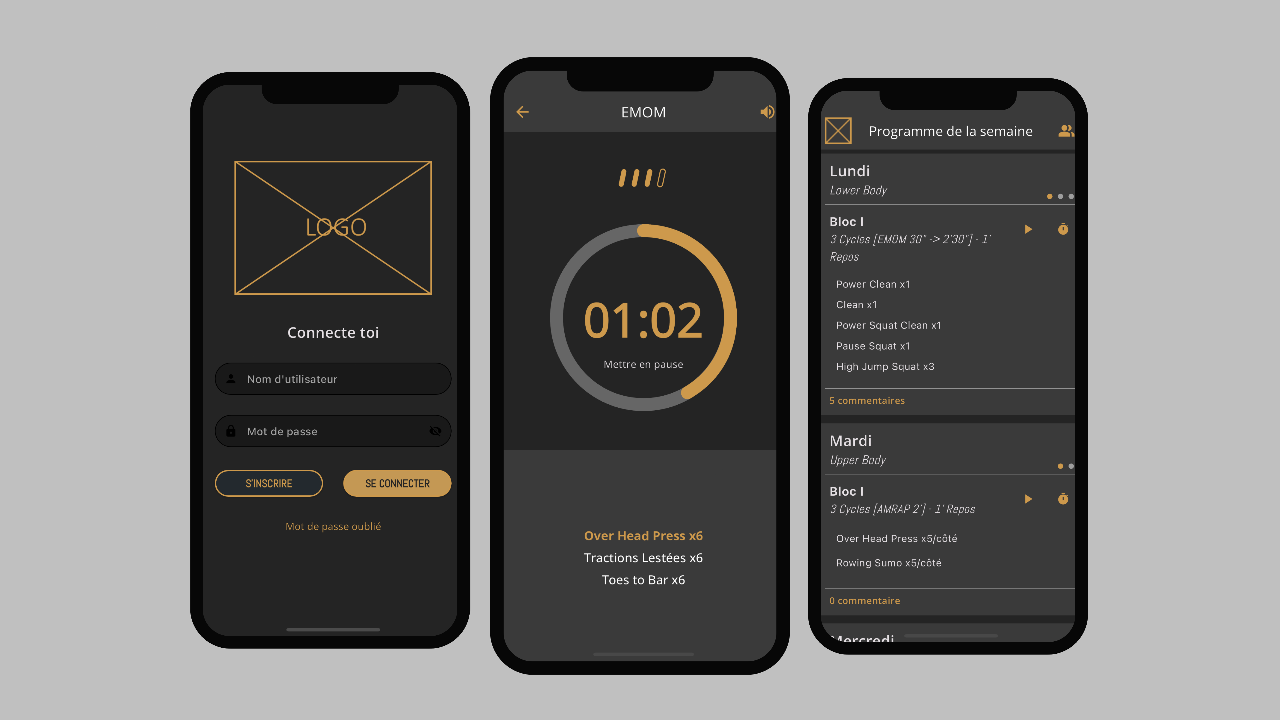 LOGO
Connecte toi
Nom d'utilisateur
Mot de passe
S'INSCRIRE
SE CONNECTER
Mot de passe oublié
EMOM
01:02
Mettre en pause
Over Head Press x6
Tractions Lestées x6
Toes to Bar x6
Programme de la semaine
Lundi
Lower Body
Bloc I
3 Cycles [EMOM 30" -> 2'30"] - 1'
Repos
Power Clean x1
Clean x1
Power Squat Clean x1
Pause Squat x1
High Jump Squat x3
5 commentaires
Mardi
Upper Body
Bloc I
3 Cycles [AMRAP 2'] - 1' Repos
Over Head Press x5/côté
Rowing Sumo x5/côté
0 commentaire
Mercredi